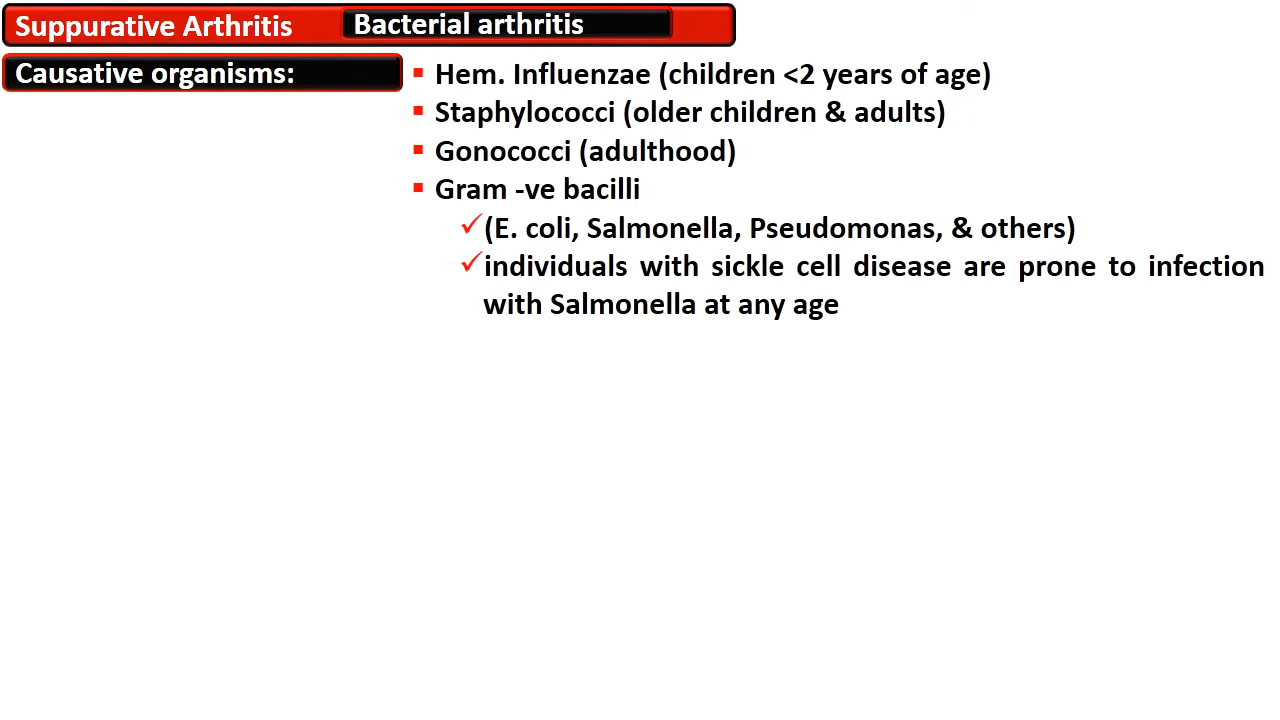 Suppurative Arthritis Bacterial arthritis
Causative organisms:
▪ Hem. Influenzae (children <2 years of age)
▪ Staphylococci (older children & adults)
▪ Gonococci (adulthood)
▪ Gram -ve bacilli
✓(E. coli, Salmonella, Pseudomonas, & others)
✓individuals with sickle cell disease are prone to infection
with Salmonella at any age